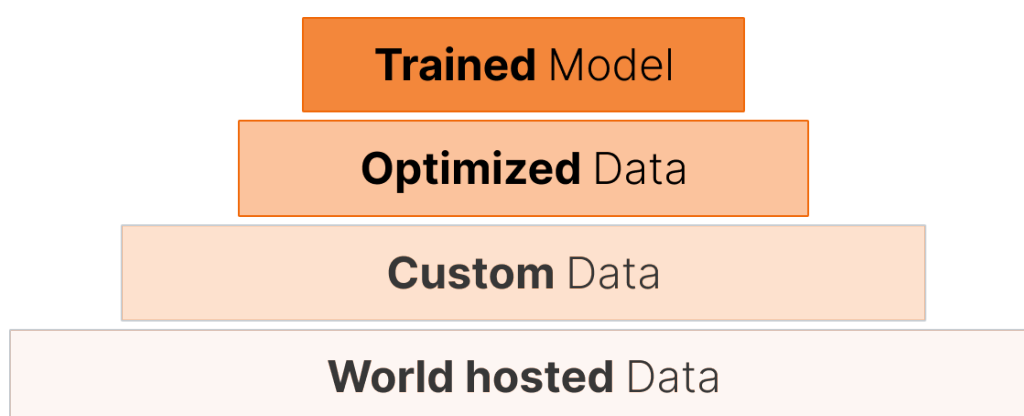 Trained Model
Optimized Data
Custom Data
World hosted Data